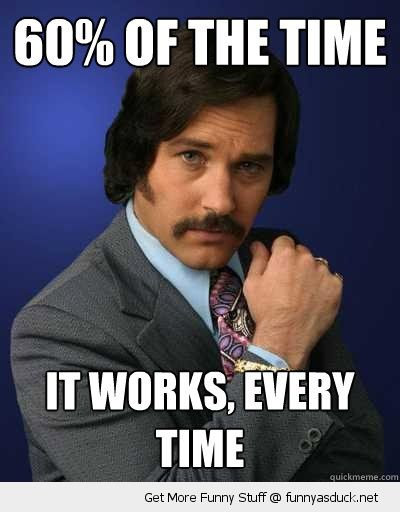 60% OF THE TIME
IT WORKS, EVERY
TIME
quickmeme.com
Get More Funny Stuff @ funnyasduck.net